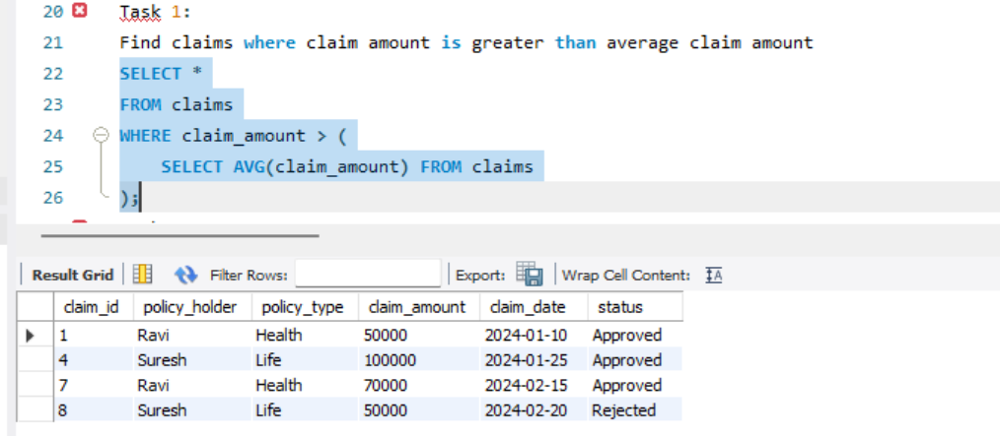 20 Task 1:
21 Find claims where claim amount is greater than average claim amount
22 SELECT *
23 FROM claims
24 WHERE claim_amount > (
25 SELECT AVG(claim_amount) FROM claims
26 );
Result Grid Filter Rows: Export: Wrap Cell Content: IA
claim_id policy_holder policy_type claim_amount claim_date status
1 Ravi Health 50000 2024-01-10 Approved
4 Suresh Life 100000 2024-01-25 Approved
7 Ravi Health 70000 2024-02-15 Approved
8 Suresh Life 50000 2024-02-20 Rejected